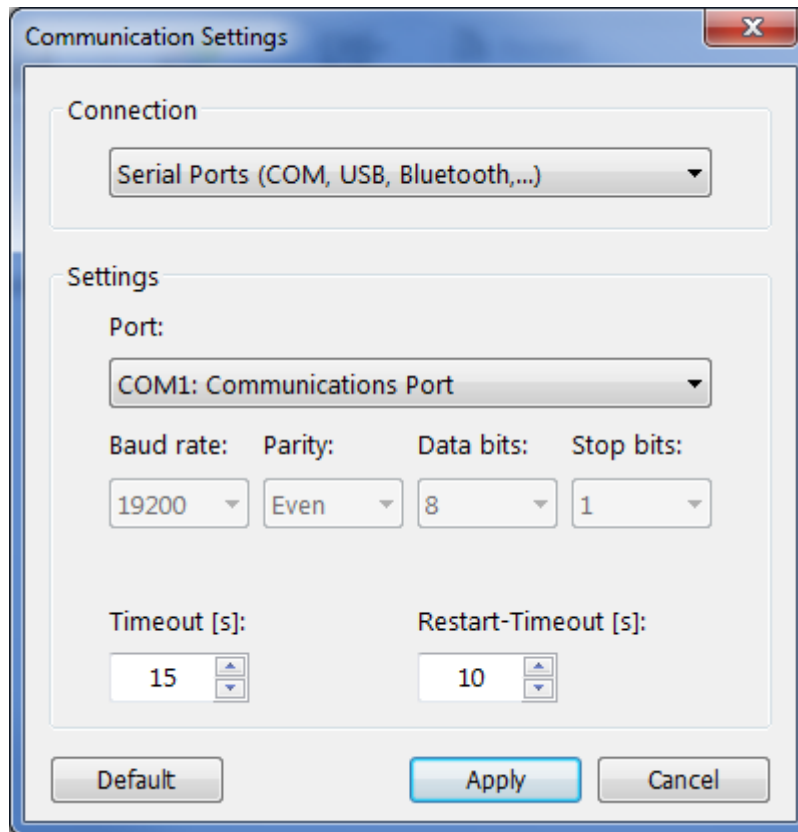 Communication Settings
Connection
Serial Ports (COM, USB, Bluetooth,...)
Settings
Port:
COM1: Communications Port
Baud rate: Parity: Data bits: Stop bits:
19200 Even 8 1
Timeout [s]: Restart-Timeout [s]:
15 10
Default Apply Cancel